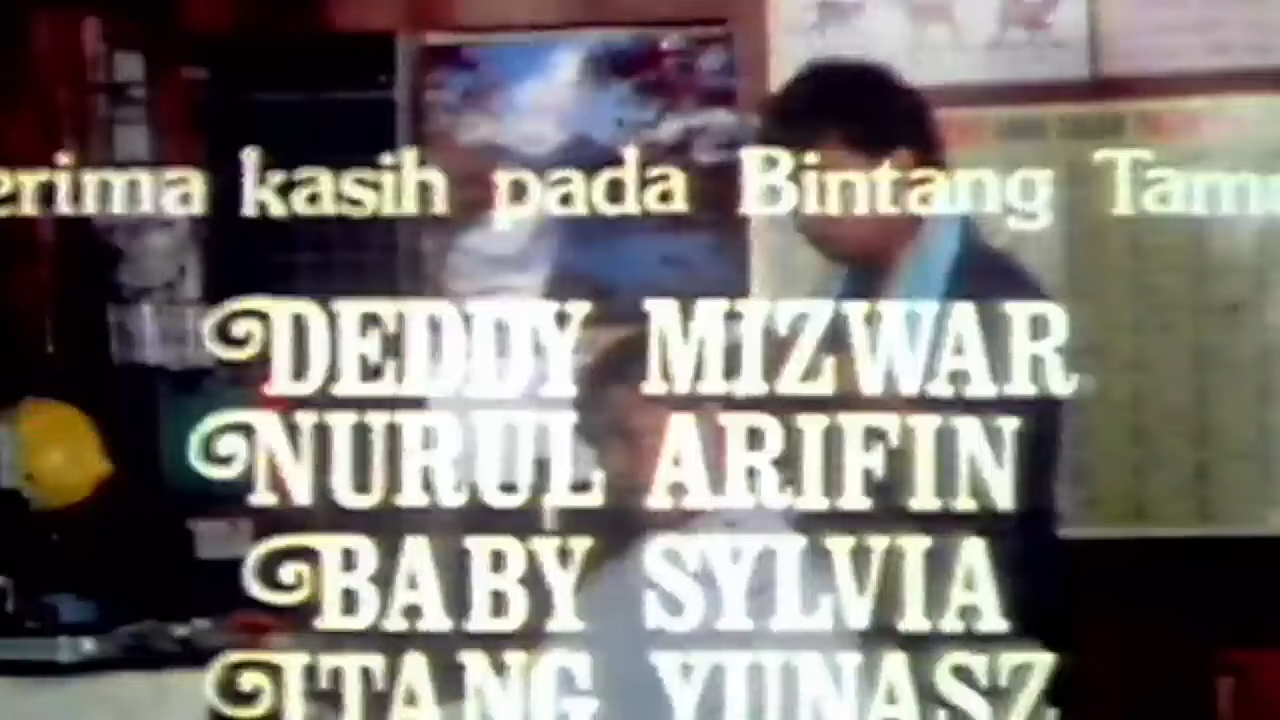 erima kasih pada Bintang Tam
DEDDY MIZWAR
NURUL ARIFIN
BABY SYLVIA
ITANG YUNASZ